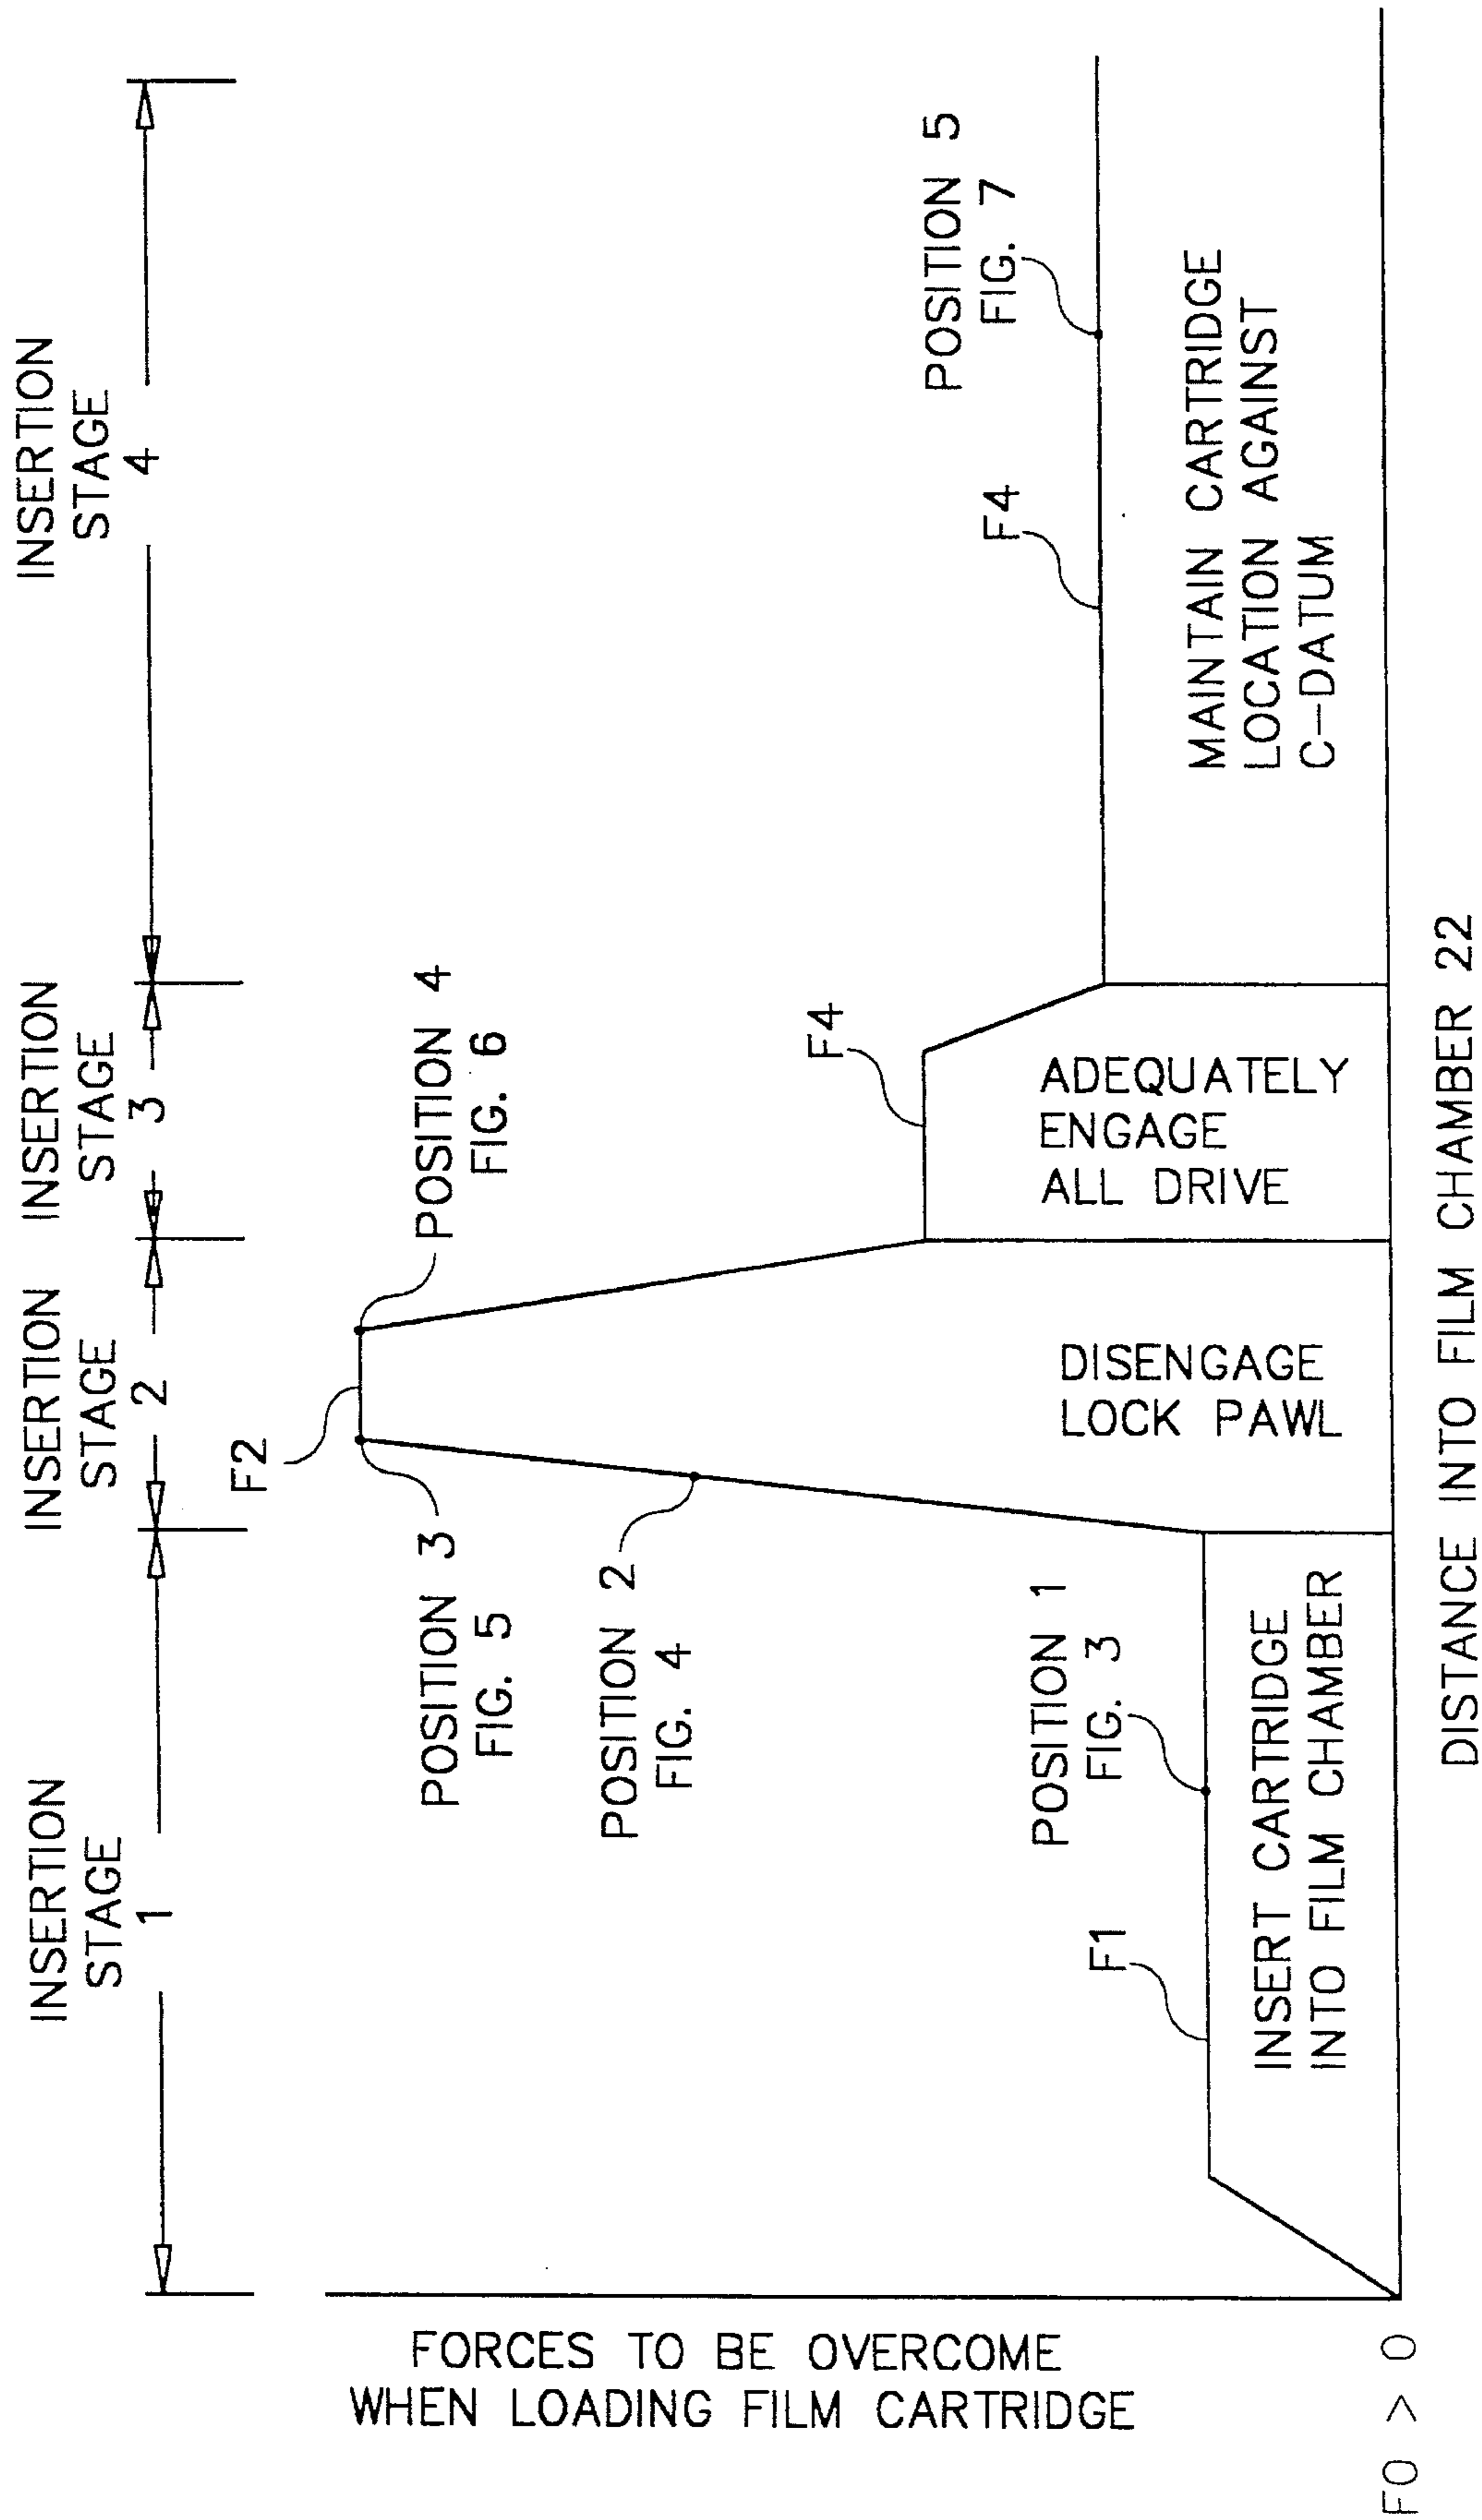 INSERTION
STAGE
1
INSERTION
STAGE
2
INSERTION
STAGE
3
INSERTION
STAGE
4
F2
POSITION 3
FIG. 5
POSITION 4
FIG. 6
POSITION 2
FIG. 4
F4
POSITION 5
FIG. 7
F4
POSITION 1
FIG. 3
F1
INSERT CARTRIDGE
INTO FILM CHAMBER
DISENGAGE
LOCK PAWL
ADEQUATELY
ENGAGE
ALL DRIVE
MAINTAIN CARTRIDGE
LOCATION AGAINST
C-DATUM
FORCES TO BE OVERCOME
WHEN LOADING FILM CARTRIDGE
FO > O
DISTANCE INTO FILM CHAMBER 22